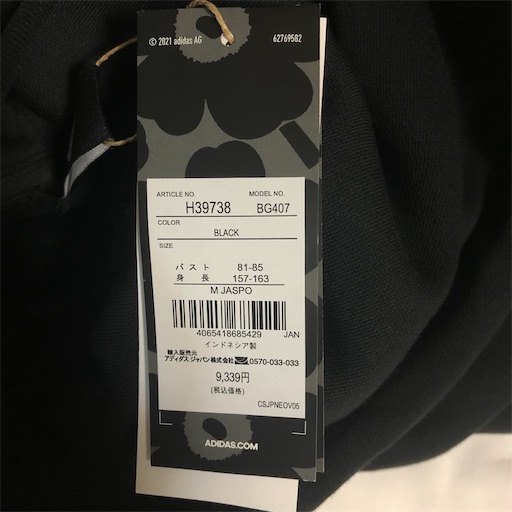 © 2021 adidas AG 62769582
ARTICLE NO. MODEL NO.
H39738 BG407
COLOR
BLACK
SIZE
バスト 81-85
身長 157-163
M JASPO
4065418685429 JAN
インドネシア製
輸入販売元
アディダス ジャパン株式会社 0570-033-033
9,339円
(税込価格)
CSJPNEOV05
ADIDAS.COM